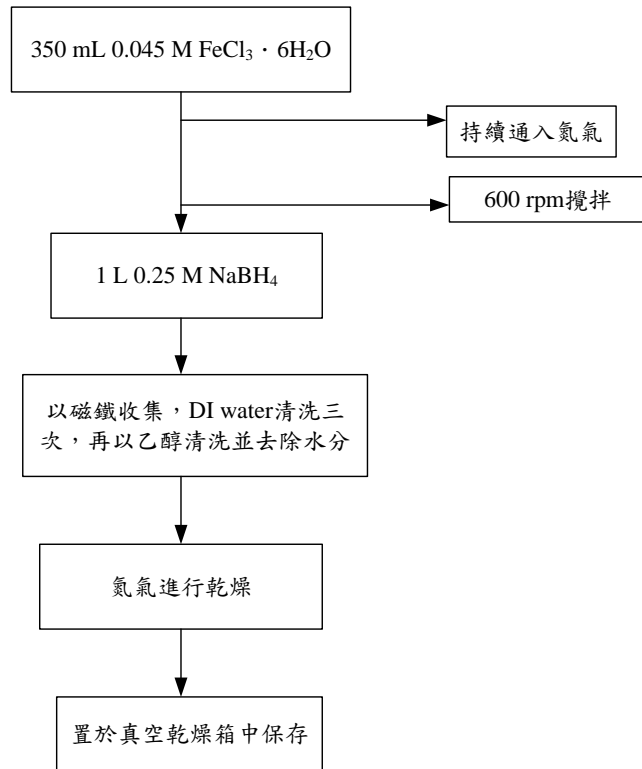 350 mL 0.045 M FeCl₃・6H₂O
持續通入氮氣
600 rpm攪拌
1 L 0.25 M NaBH₄
以磁鐵收集，DI water清洗三
次，再以乙醇清洗並去除水分
氮氣進行乾燥
置於真空乾燥箱中保存